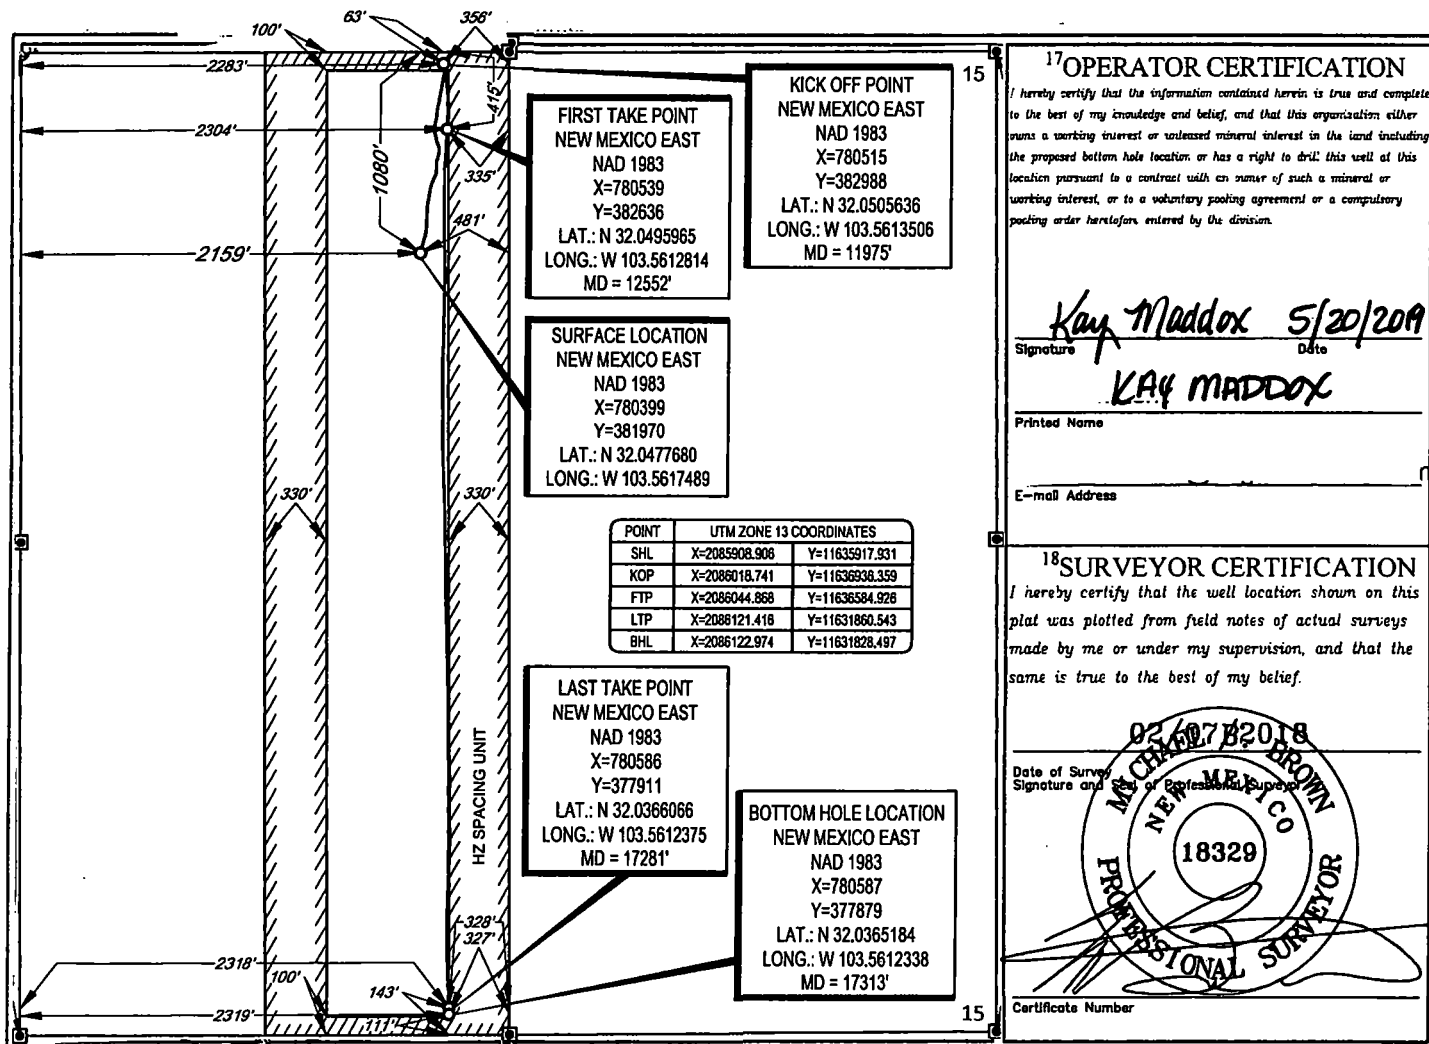 100'
63'
356'
2283'
415'
2304'
1080'
335'
481'
2159'
330'
330'
HZ SPACING UNIT
328'
327'
2318'
100'
143'
2319'
111'
15
15
FIRST TAKE POINT
NEW MEXICO EAST
NAD 1983
X=780539
Y=382636
LAT.: N 32.0495965
LONG.: W 103.5612814
MD = 12552'
KICK OFF POINT
NEW MEXICO EAST
NAD 1983
X=780515
Y=382988
LAT.: N 32.0505636
LONG.: W 103.5613506
MD = 11975'
SURFACE LOCATION
NEW MEXICO EAST
NAD 1983
X=780399
Y=381970
LAT.: N 32.0477680
LONG.: W 103.5617489
POINT UTM ZONE 13 COORDINATES
SHL X=2085908.906 Y=11635917.931
KOP X=2086018.741 Y=11636938.359
FTP X=2086044.868 Y=11636584.926
LTP X=2086121.416 Y=11631860.543
BHL X=2086122.974 Y=11631828.497
LAST TAKE POINT
NEW MEXICO EAST
NAD 1983
X=780586
Y=377911
LAT.: N 32.0366066
LONG.: W 103.5612375
MD = 17281'
BOTTOM HOLE LOCATION
NEW MEXICO EAST
NAD 1983
X=780587
Y=377879
LAT.: N 32.0365184
LONG.: W 103.5612338
MD = 17313'
17 OPERATOR CERTIFICATION
I hereby certify that the information contained herein is true and complete
to the best of my knowledge and belief, and that this organization either
owns a working interest or unleased mineral interest in the land including
the proposed bottom hole location or has a right to drill this well at this
location pursuant to a contract with an owner of such a mineral or
working interest, or to a voluntary pooling agreement or a compulsory
pooling order heretofore entered by the division.
Kay Maddox 5/20/2019
Signature Date
KAY MADDOX
Printed Name
E-mail Address
18 SURVEYOR CERTIFICATION
I hereby certify that the well location shown on this
plat was plotted from field notes of actual surveys
made by me or under my supervision, and that the
same is true to the best of my belief.
02/07/2018
Date of Survey
Signature and Seal of Professional Surveyor
MICHAEL B. BROWN
NEW MEXICO
18329
PROFESSIONAL SURVEYOR
Certificate Number